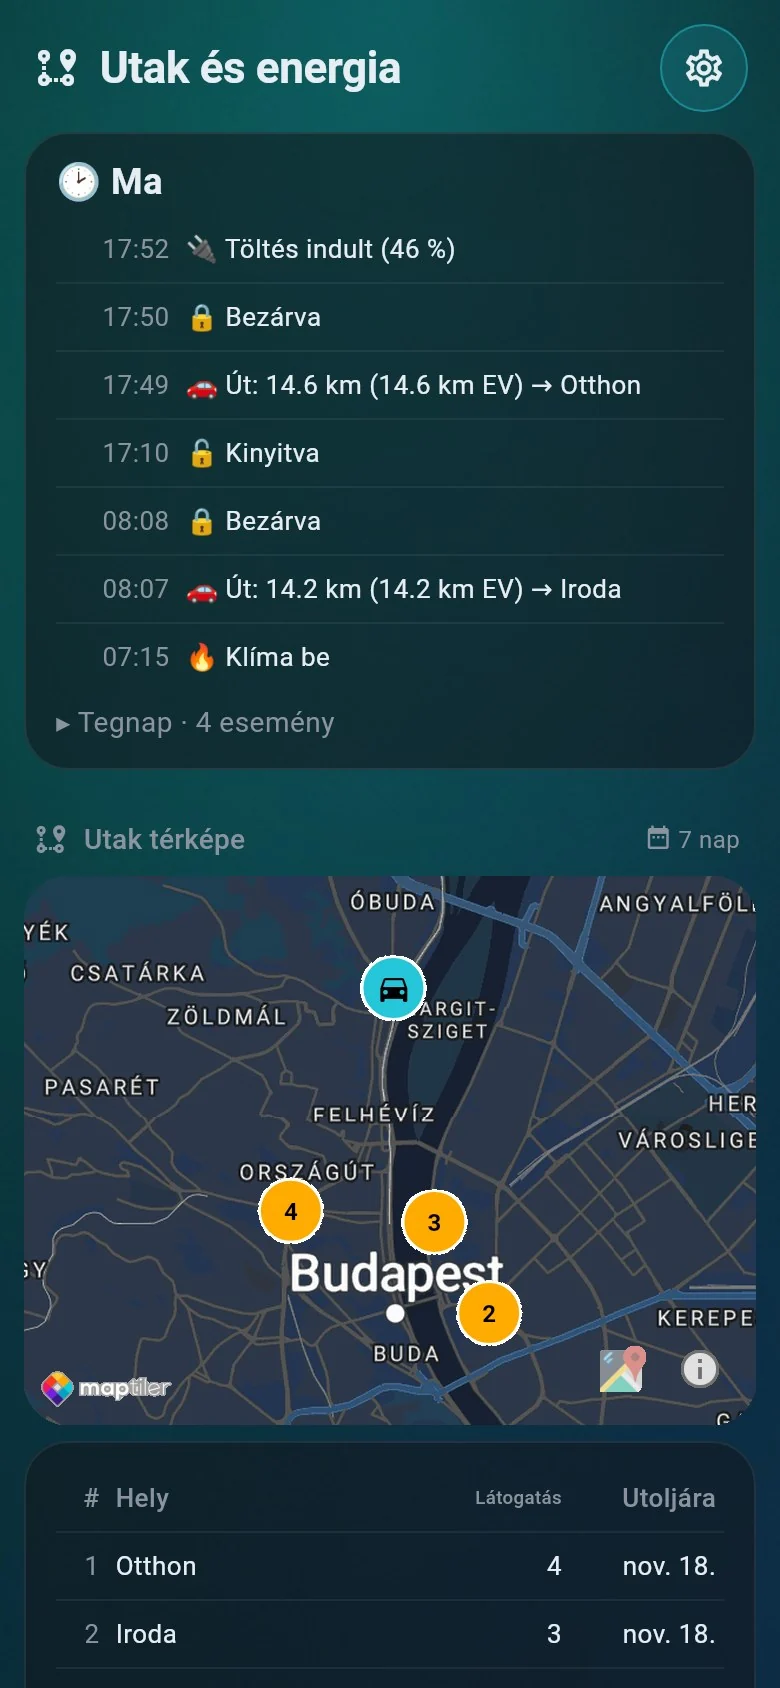 Utak és energia
Ma
17:52 Töltés indult (46 %)
17:50 Bezárva
17:49 Út: 14.6 km (14.6 km EV) → Otthon
17:10 Kinyitva
08:08 Bezárva
08:07 Út: 14.2 km (14.2 km EV) → Iroda
07:15 Klíma be
▸ Tegnap · 4 esemény
Utak térképe 7 nap
ÓBUDA
ANGYALFÖL
YÉK
CSATÁRKA
ZÖLDMÁL
ARGIT-
SZIGET
PASARÉT
FELHÉVÍZ
HER
VÁROSLIGE
ORSZÁGÚT
4
3
Budapest
GY
2
KEREPE
BUDA
maptiler
# Hely Látogatás Utoljára
1 Otthon 4 nov. 18.
2 Iroda 3 nov. 18.